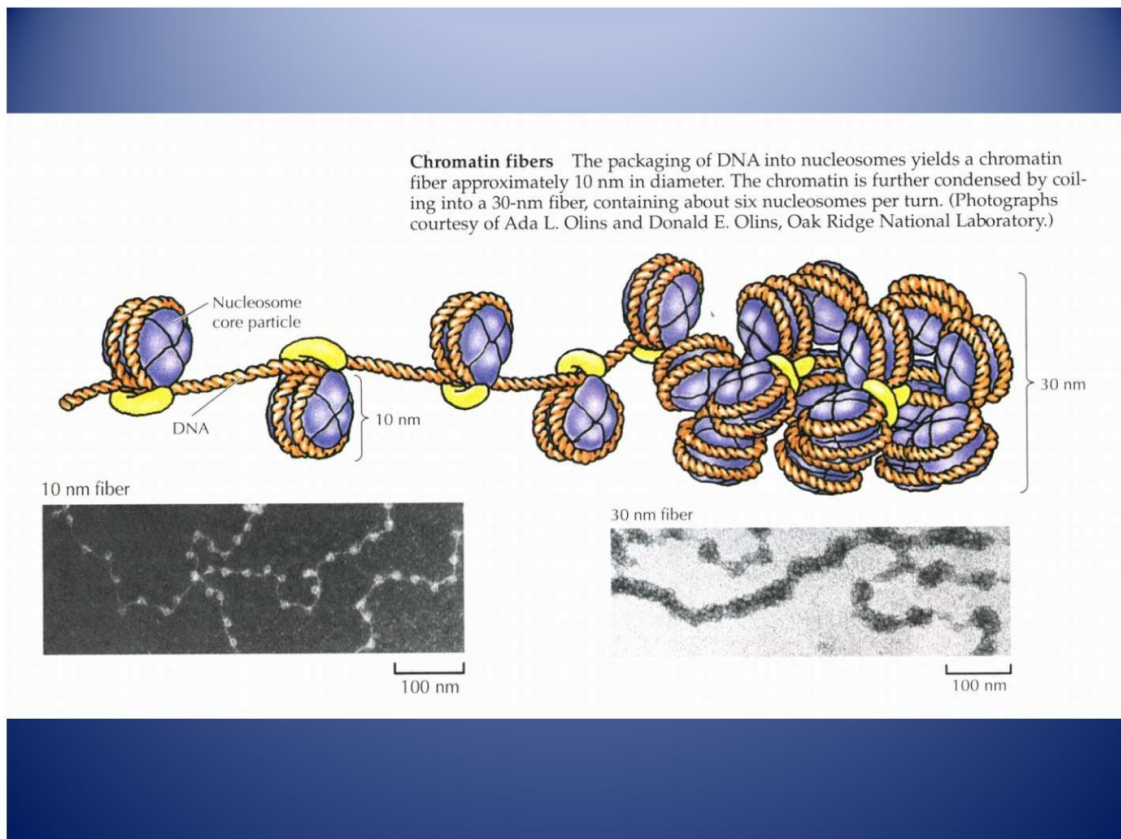 Chromatin fibers   The packaging of DNA into nucleosomes yields a chromatin
fiber approximately 10 nm in diameter. The chromatin is further condensed by coil-
ing into a 30-nm fiber, containing about six nucleosomes per turn. (Photographs
courtesy of Ada L. Olins and Donald E. Olins, Oak Ridge National Laboratory.)
Nucleosome
core particle
DNA
10 nm
30 nm
10 nm fiber
100 nm
30 nm fiber
100 nm